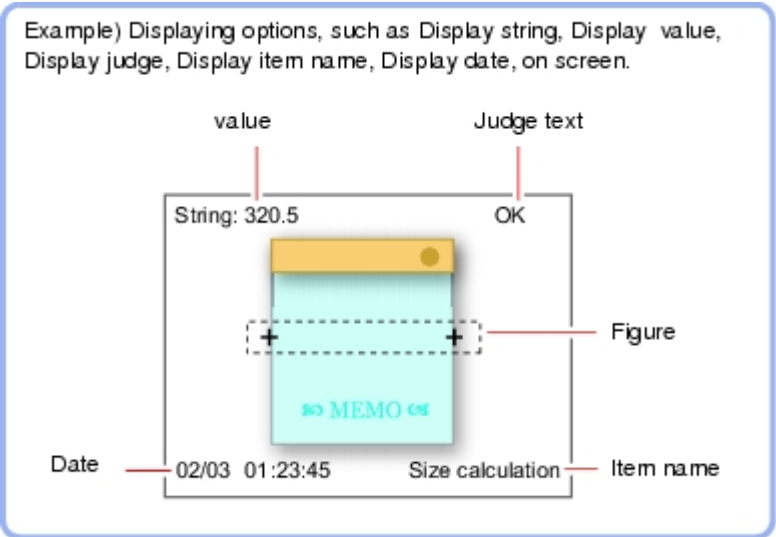 Example) Displaying options, such as Display string, Display value,
Display judge, Display item name, Display date, on screen.
value Judge text
String: 320.5 OK
Figure
MEMO
Date 02/03 01:23:45 Size calculation Item name